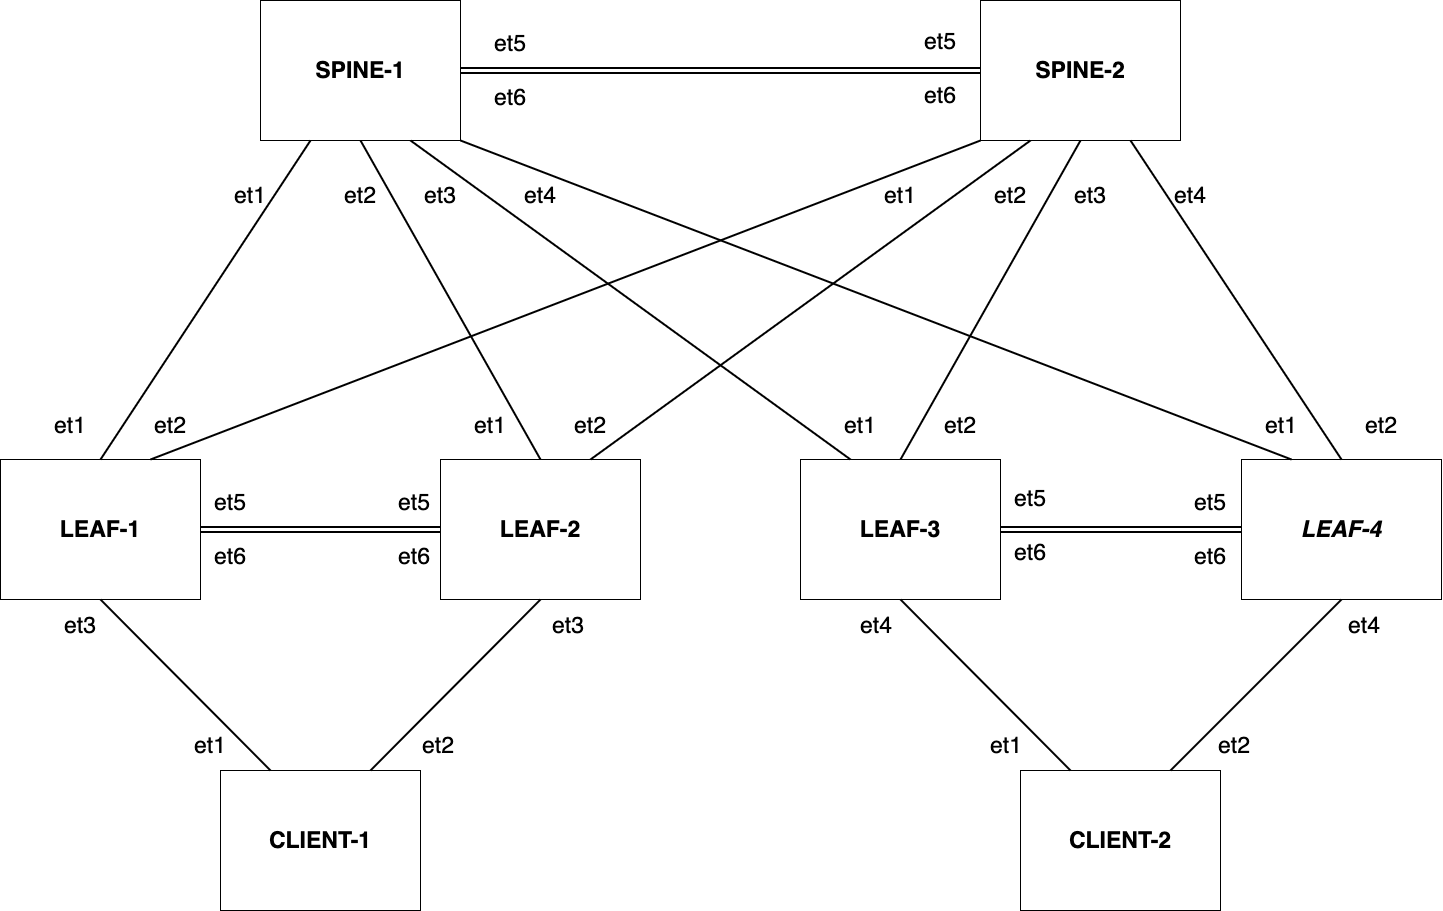 et5
et5
SPINE-1
SPINE-2
et6
et6
et1
et2
et3
et4
et1
et2
et3
et4
et1
et2
et1
et2
et1
et2
et1
et2
et5
et5
et5
et5
LEAF-1
LEAF-2
LEAF-3
LEAF-4
et6
et6
et6
et6
et3
et3
et4
et4
et1
et2
et1
et2
CLIENT-1
CLIENT-2